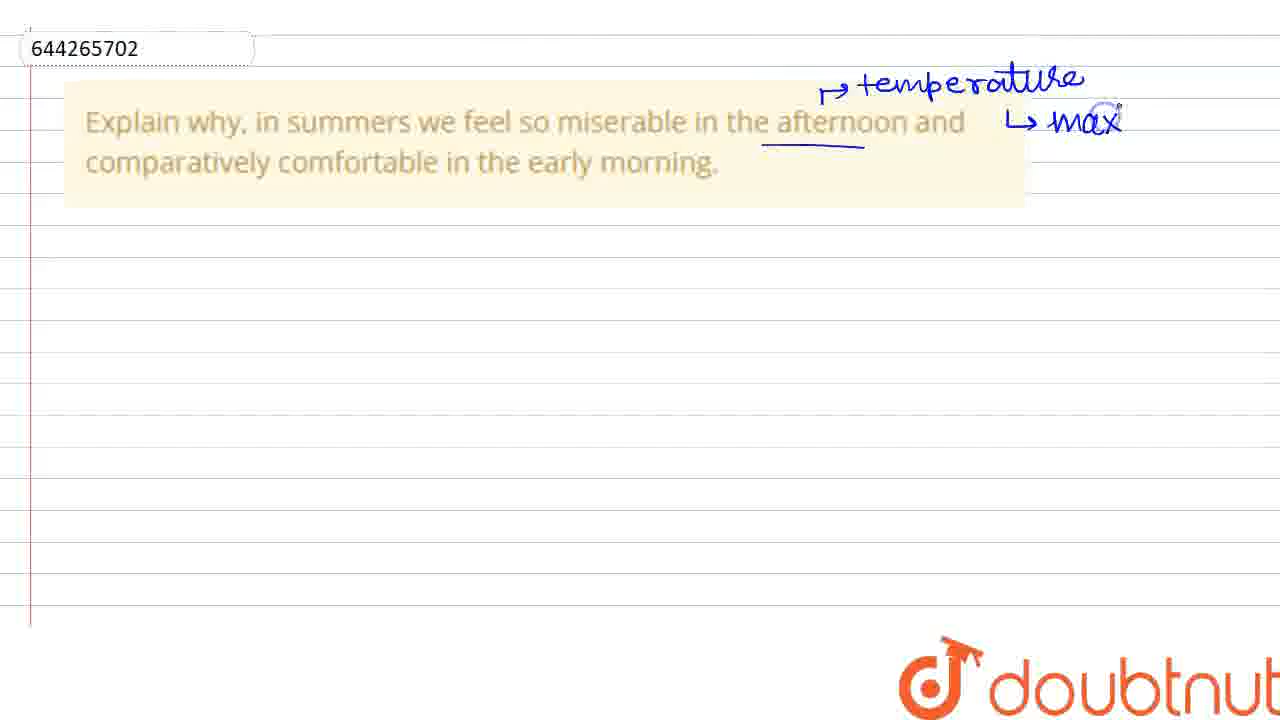 644265702
↦ temperature
Explain why, in summers we feel so miserable in the afternoon and
↳ max
comparatively comfortable in the early morning.
doubtnut